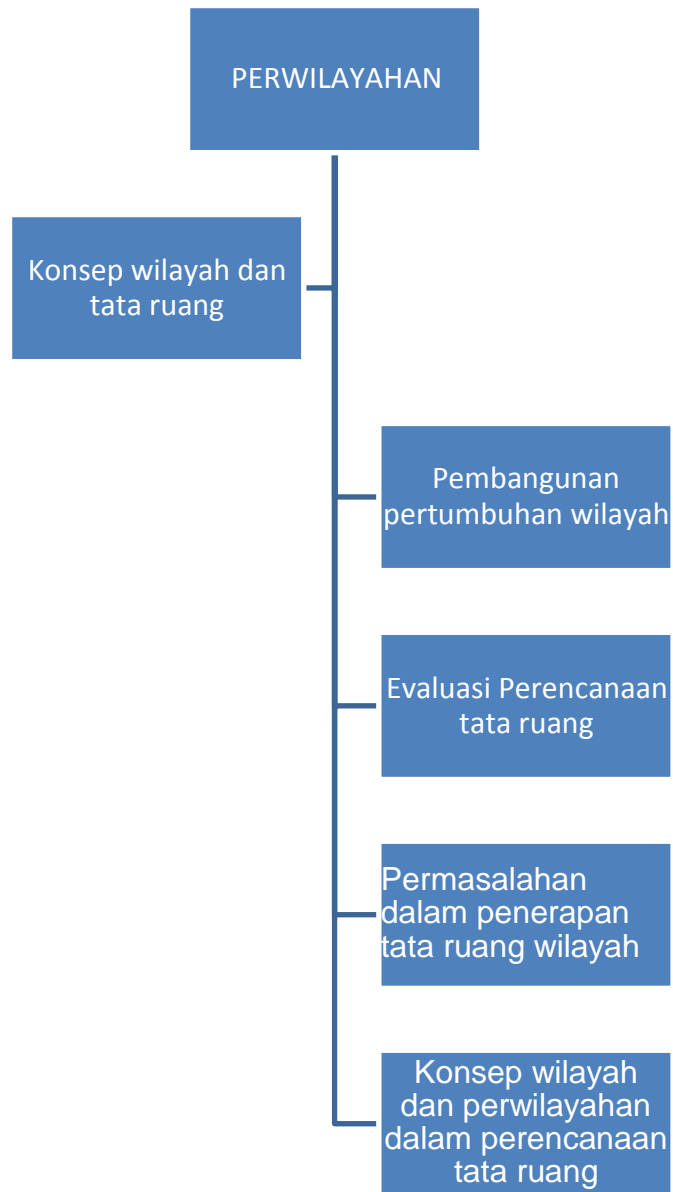 PERWILAYAHAN
Konsep wilayah dan
tata ruang
Pembangunan
pertumbuhan wilayah
Evaluasi Perencanaan
tata ruang
Permasalahan
dalam penerapan
tata ruang wilayah
Konsep wilayah
dan perwilayahan
dalam perencanaan
tata ruang